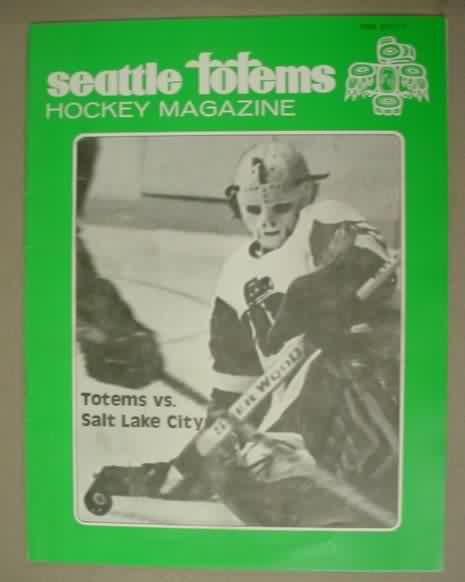 seattle totems
HOCKEY MAGAZINE
Totems vs.
Salt Lake City
SHERWOOD